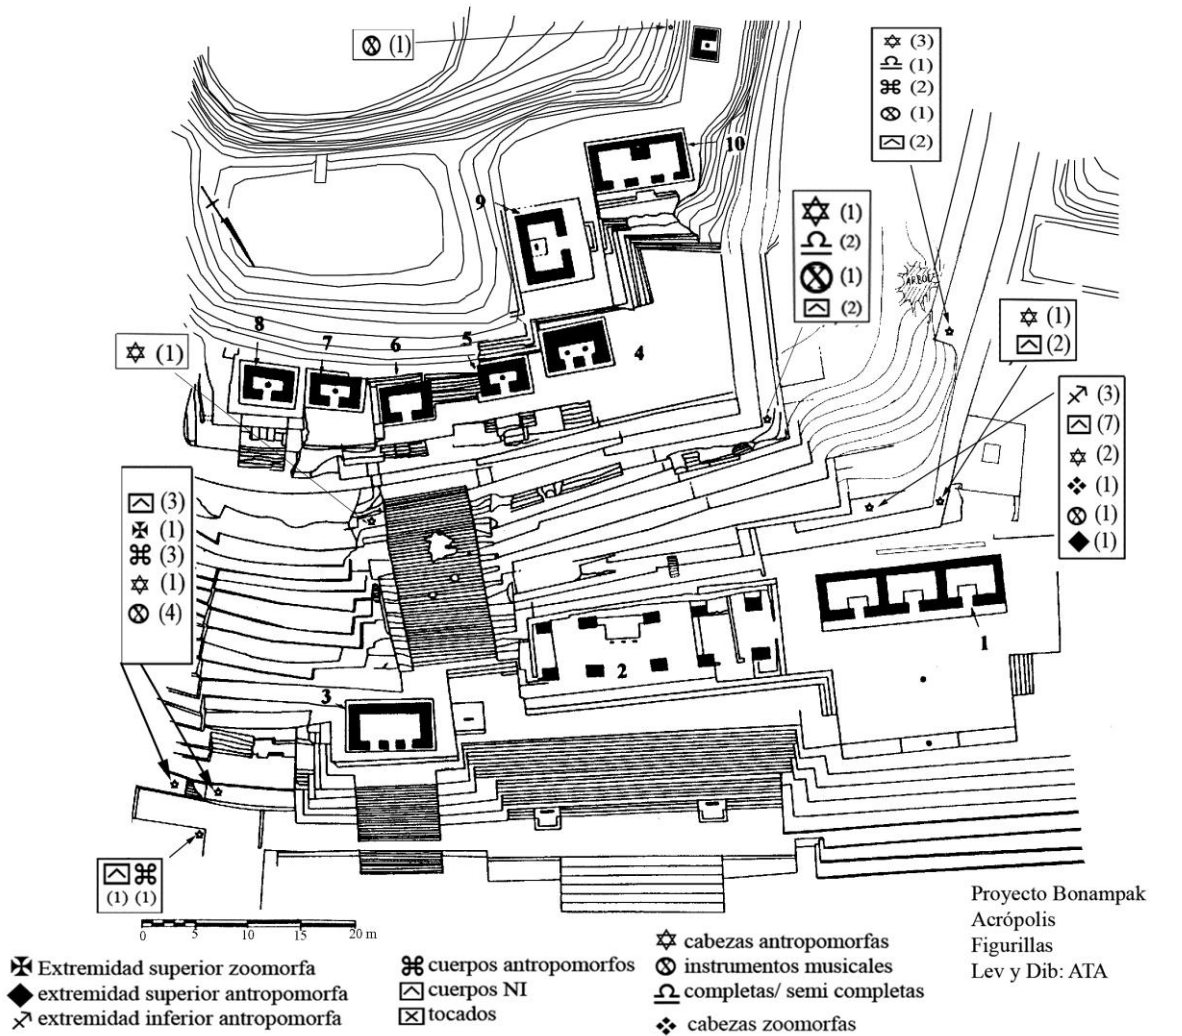 (1)
(3)
(1)
(2)
(1)
(2)
10
9
(1)
(2)
(1)
(2)
ARBOL
(1)
(2)
8
7
6
5
4
(1)
(3)
(7)
(2)
(1)
(1)
(1)
(3)
(1)
(3)
(1)
(4)
1
2
3
(1) (1)
0 5 10 15 20 m
Proyecto Bonampak
Acrópolis
Figurillas
Lev y Dib: ATA
Extremidad superior zoomorfa
extremidad superior antropomorfa
extremidad inferior antropomorfa
cuerpos antropomorfos
cuerpos NI
tocados
cabezas antropomorfas
instrumentos musicales
completas/ semi completas
cabezas zoomorfas